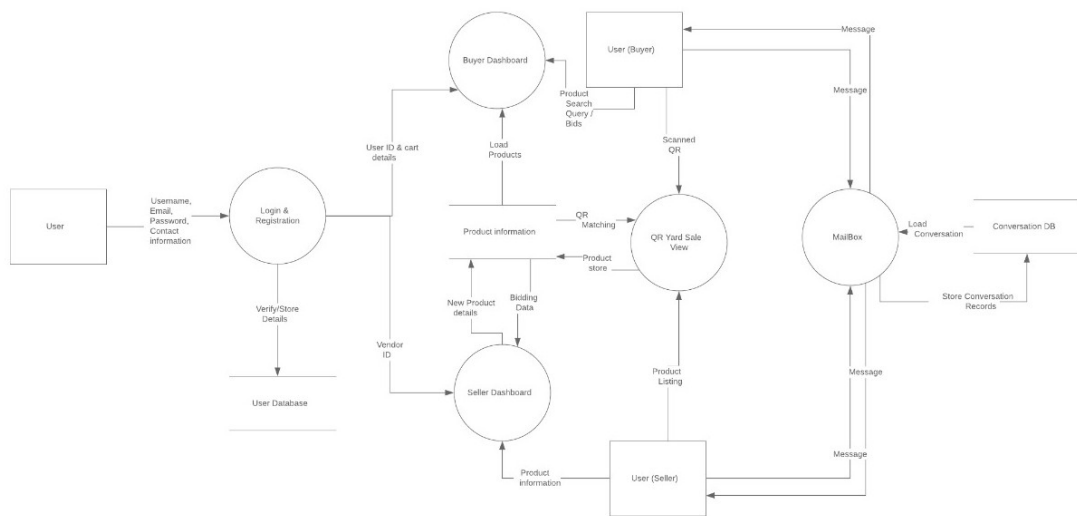 Message
User (Buyer)
Buyer Dashboard
Message
Product
Search
Query /
Bids
Scanned
QR
User ID & cart
details
Load
Products
Username,
Email,
Password,
Contact
information
Login &
Registration
User
Product information
QR
Matching
QR Yard Sale
View
MailBox
Load
Conversation
Conversation DB
Product
store
New Product
details
Bidding
Data
Store Conversation
Records
Verify/Store
Details
Vendor
ID
Product
Listing
Message
Seller Dashboard
User Database
Message
Product
information
User (Seller)